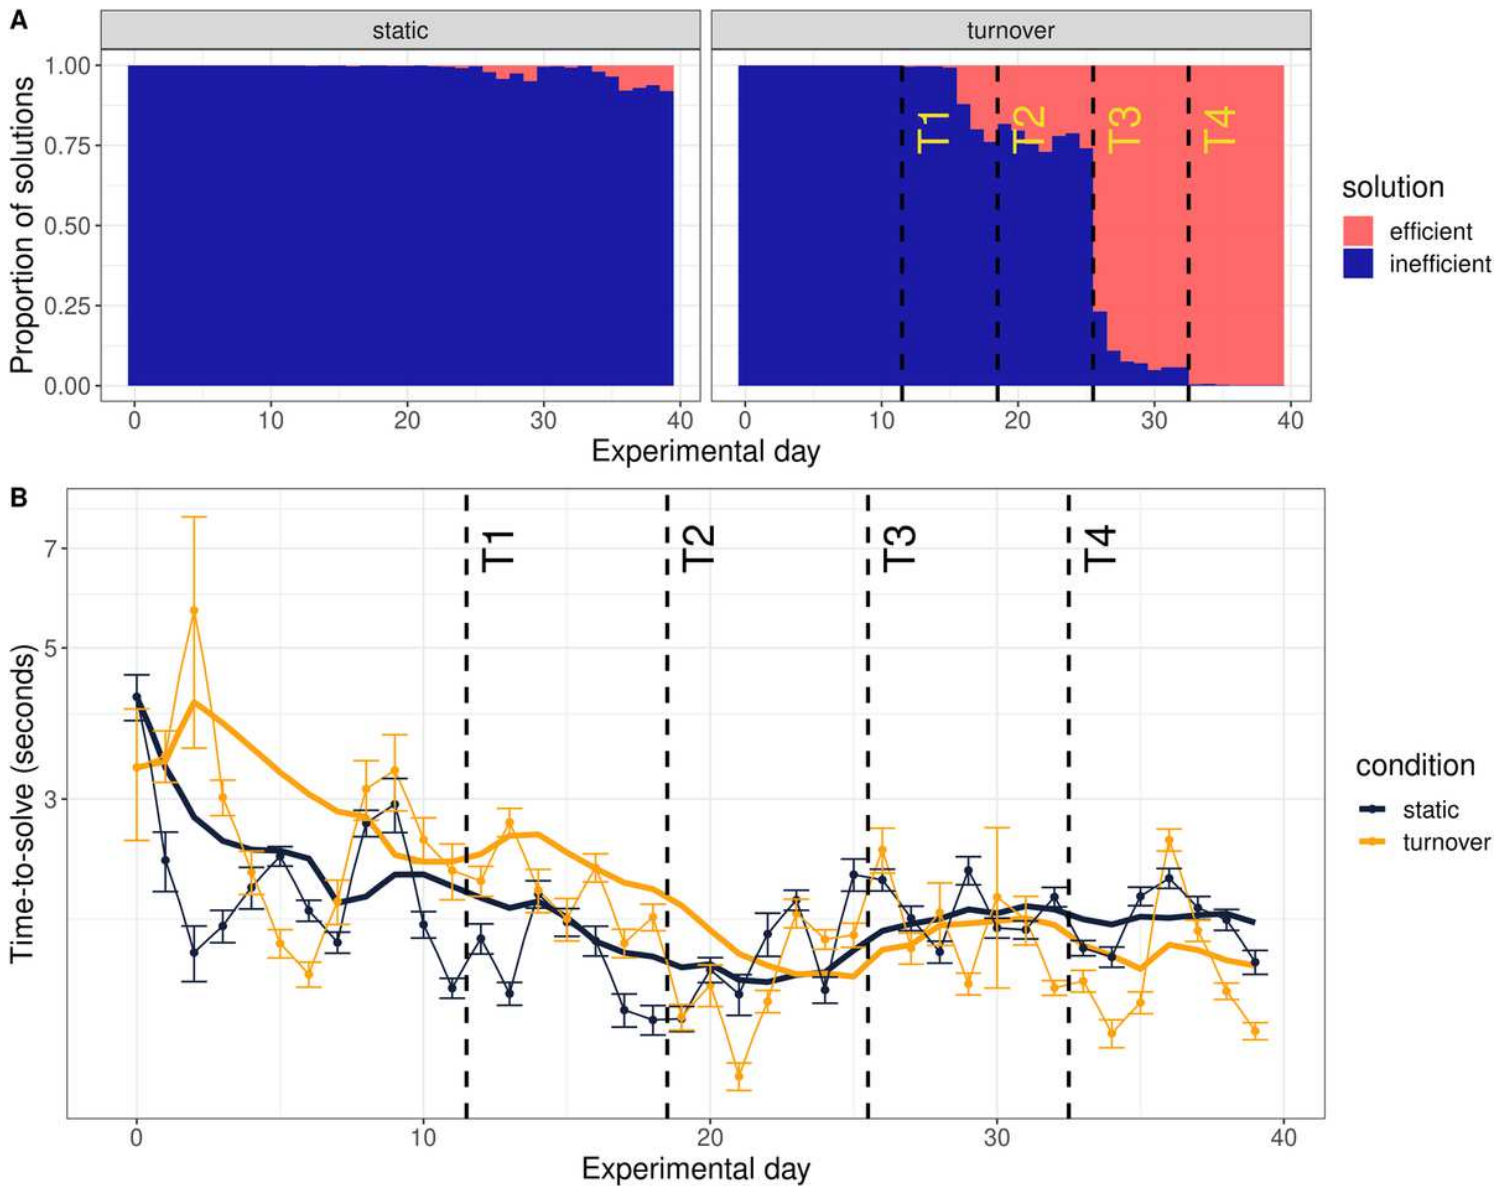 A
static
turnover
Proportion of solutions
1.00
0.75
0.50
0.25
0.00
T1
T2
T3
T4
0
10
20
30
40
0
10
20
30
40
Experimental day
solution
efficient
inefficient
B
Time-to-solve (seconds)
7
5
3
T1
T2
T3
T4
0
10
20
30
40
Experimental day
condition
static
turnover